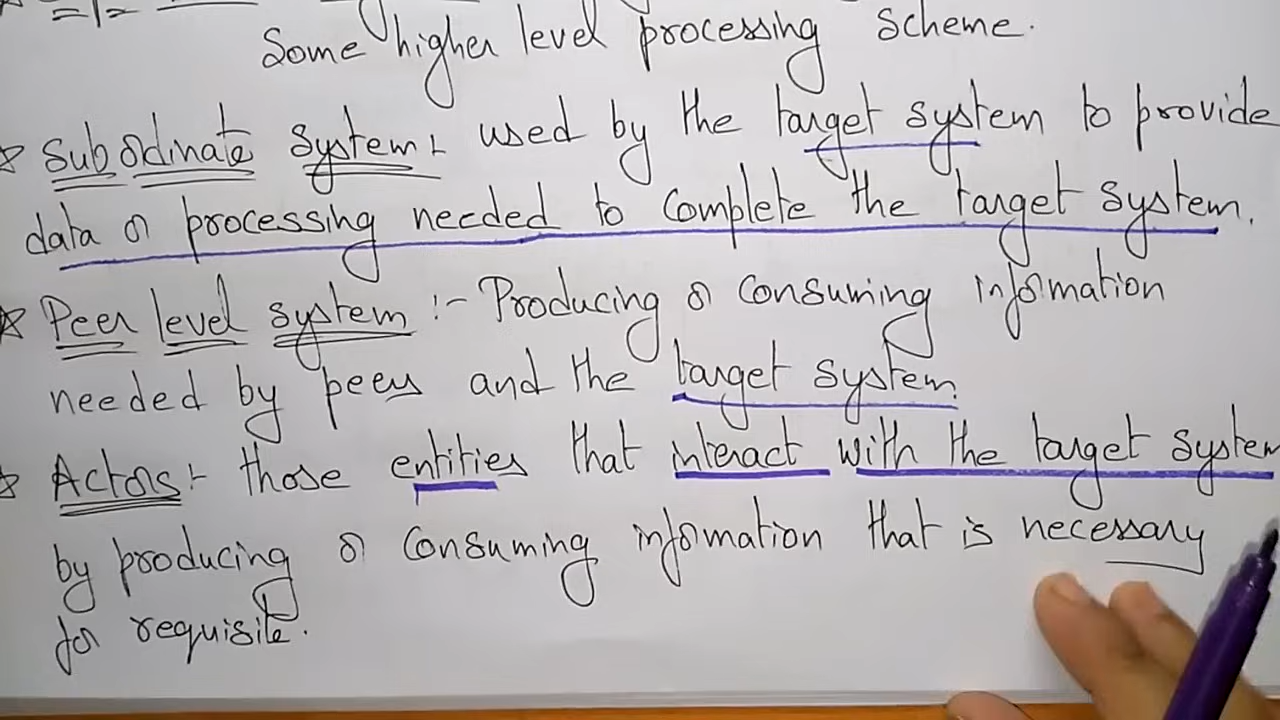 Some higher level processing scheme.
Subordinate system:- used by the target system to provide
data or processing needed to complete the target system.
Peer level system :- Producing or consuming information
needed by peers and the target system.
Actors:- those entities that interact with the target system
by producing or consuming information that is necessary
for requisite.